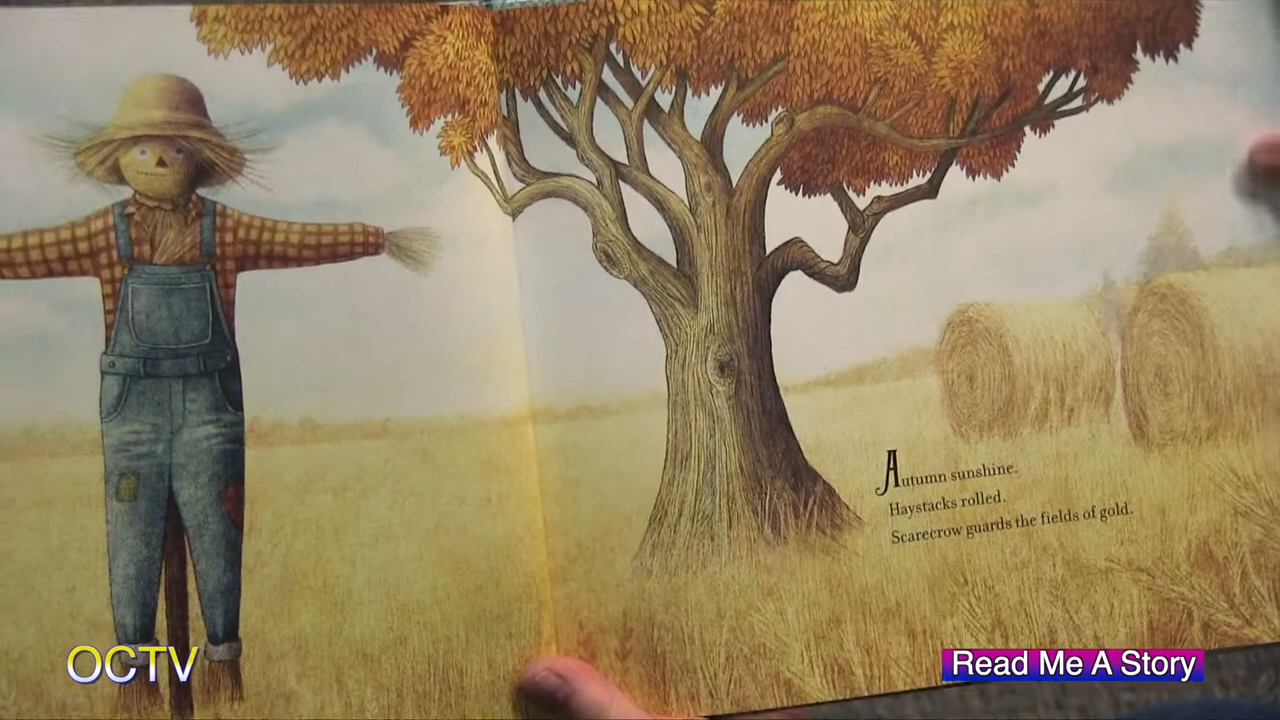 Autumn sunshine.
Haystacks rolled.
Scarecrow guards the fields of gold.
OCTV
Read Me A Story